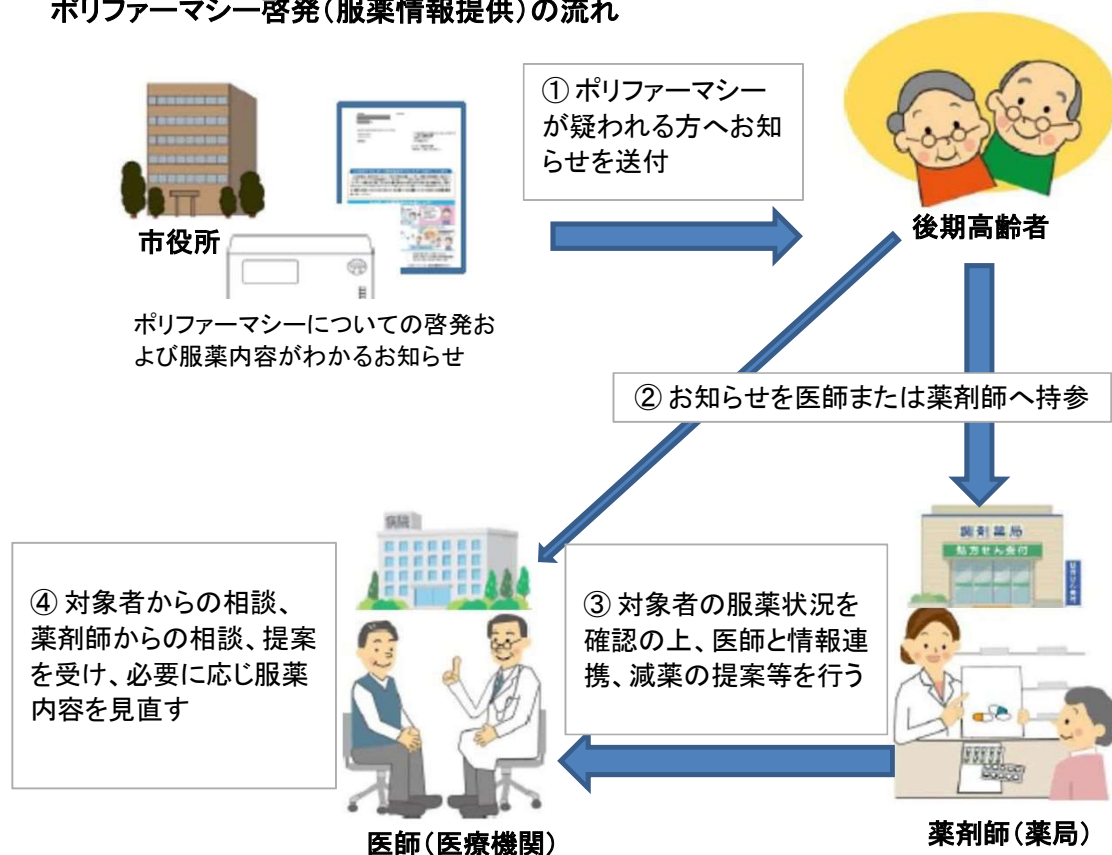 ポリファーマシー啓発(服薬情報提供)の流れ
① ポリファーマシー
が疑われる方へお知
らせを送付
市役所
後期高齢者
ポリファーマシーについての啓発お
よび服薬内容がわかるお知らせ
② お知らせを医師または薬剤師へ持参
病院
調剤薬局
処方せん受付
④ 対象者からの相談、
薬剤師からの相談、提案
を受け、必要に応じ服薬
内容を見直す
③ 対象者の服薬状況を
確認の上、医師と情報連
携、減薬の提案等を行う
医師(医療機関)
薬剤師(薬局)